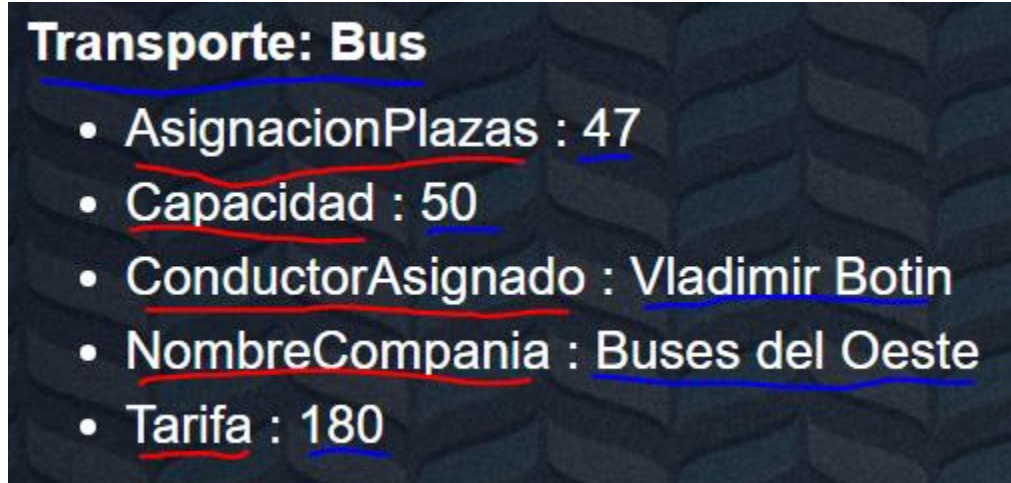 Transporte: Bus
• AsignacionPlazas : 47
• Capacidad : 50
• ConductorAsignado : Vladimir Botin
• NombreCompania : Buses del Oeste
• Tarifa : 180